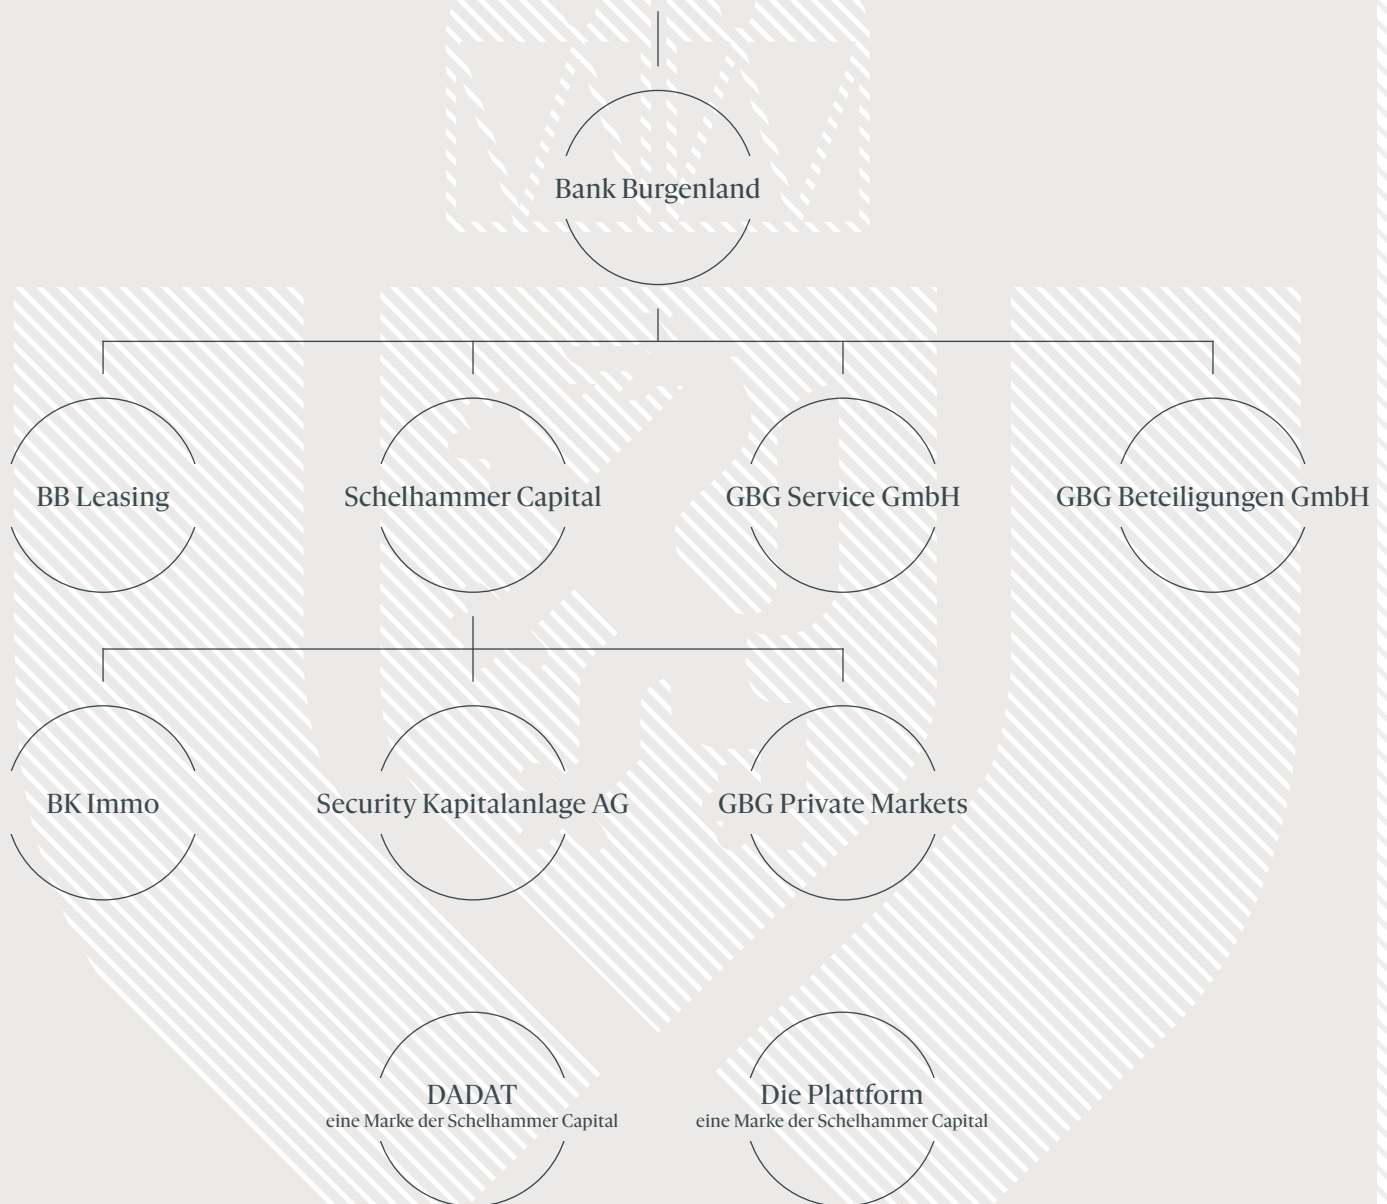 Bank Burgenland
BB Leasing
Schelhammer Capital
GBG Service GmbH
GBG Beteiligungen GmbH
BK Immo
Security Kapitalanlage AG
GBG Private Markets
DADAT
eine Marke der Schelhammer Capital
Die Plattform
eine Marke der Schelhammer Capital